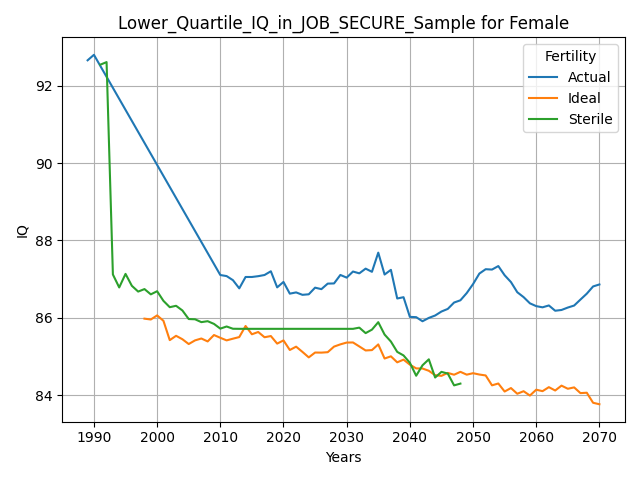 Lower_Quartile_IQ_in_JOB_SECURE_Sample for Female
Fertility
Actual
Ideal
Sterile
IQ
92
90
88
86
84
1990 2000 2010 2020 2030 2040 2050 2060 2070
Years